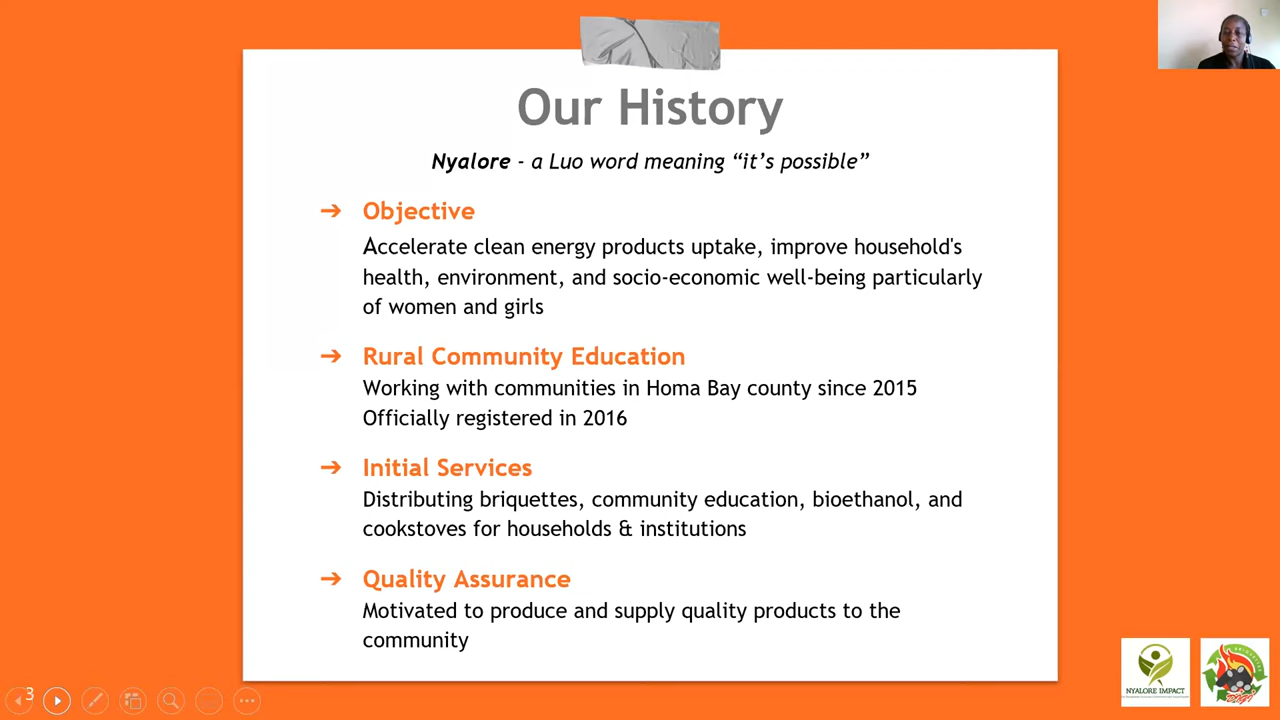 Our History
Nyalore - a Luo word meaning “it’s possible”
➔ Objective
Accelerate clean energy products uptake, improve household's
health, environment, and socio-economic well-being particularly
of women and girls
➔ Rural Community Education
Working with communities in Homa Bay county since 2015
Officially registered in 2016
➔ Initial Services
Distributing briquettes, community education, bioethanol, and
cookstoves for households & institutions
➔ Quality Assurance
Motivated to produce and supply quality products to the
community
3
NYALORE IMPACT